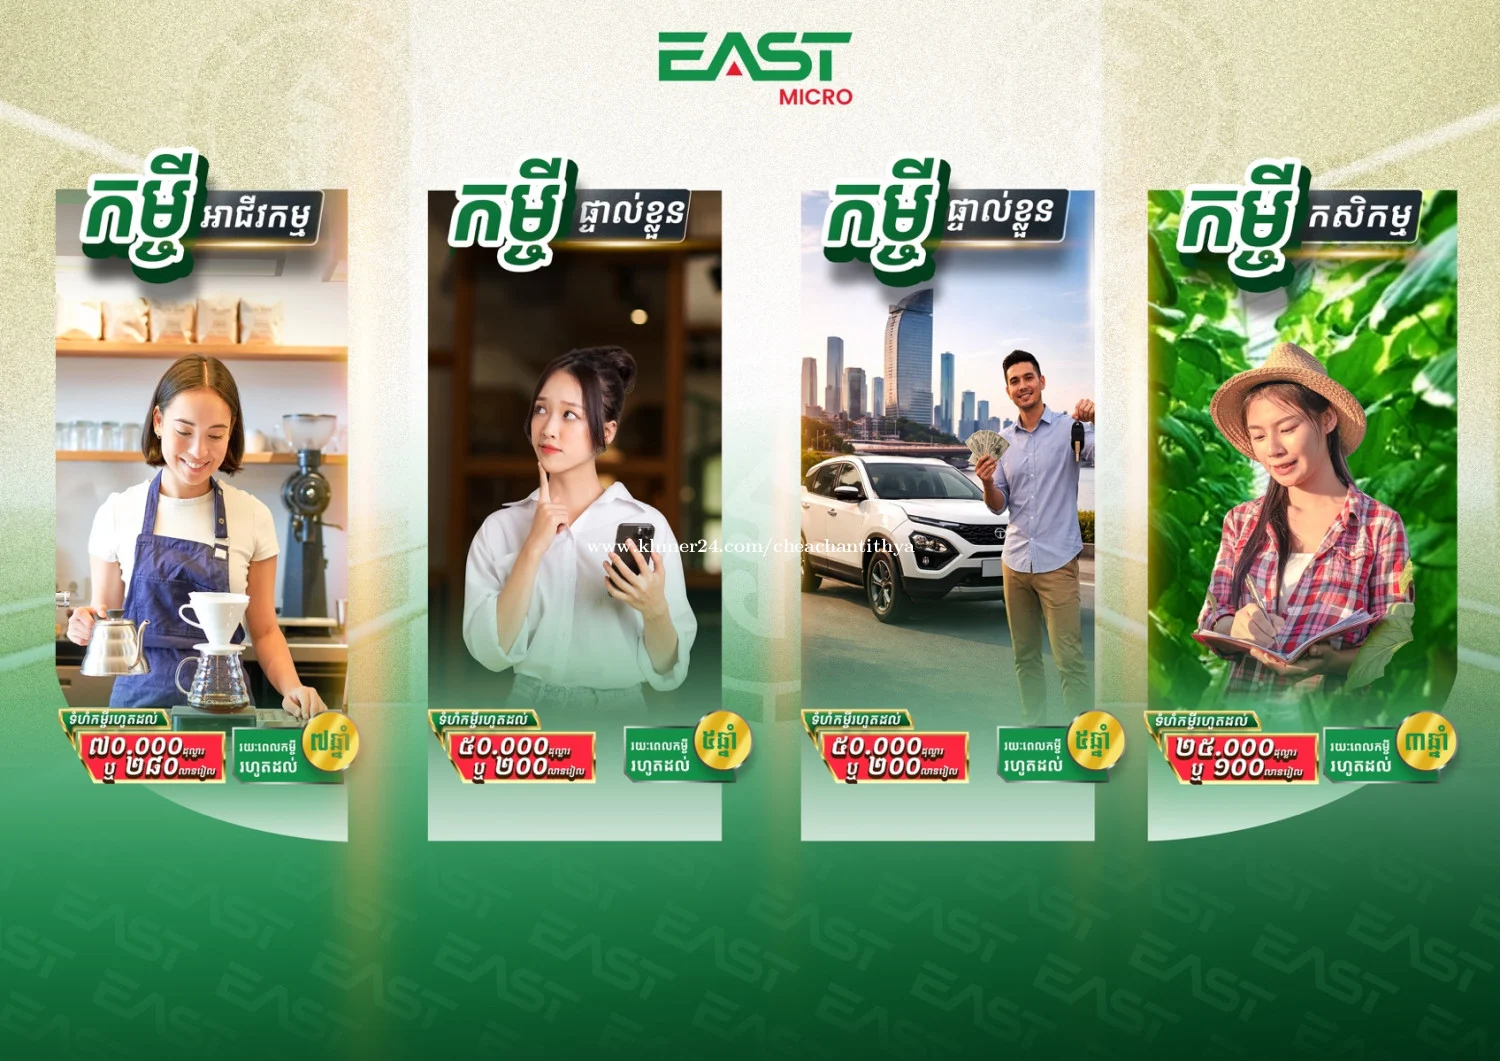 EAST
MICRO
កម្ចី អាជីវកម្ម
ទំហំកម្ចីរហូតដល់
៧០.០០០ដុល្លារ
ឬ ២៨០លានរៀល
រយៈពេលកម្ចី
រហូតដល់
៧ឆ្នាំ
កម្ចី ផ្ទាល់ខ្លួន
ទំហំកម្ចីរហូតដល់
៥០.០០០ដុល្លារ
ឬ ២០០លានរៀល
រយៈពេលកម្ចី
រហូតដល់
៥ឆ្នាំ
កម្ចី ផ្ទាល់ខ្លួន
ទំហំកម្ចីរហូតដល់
៥០.០០០ដុល្លារ
ឬ ២០០លានរៀល
រយៈពេលកម្ចី
រហូតដល់
៥ឆ្នាំ
កម្ចី កសិកម្ម
ទំហំកម្ចីរហូតដល់
២៥.០០០ដុល្លារ
ឬ ១០០លានរៀល
រយៈពេលកម្ចី
រហូតដល់
៣ឆ្នាំ
www.khmer24.com/cheachantithya